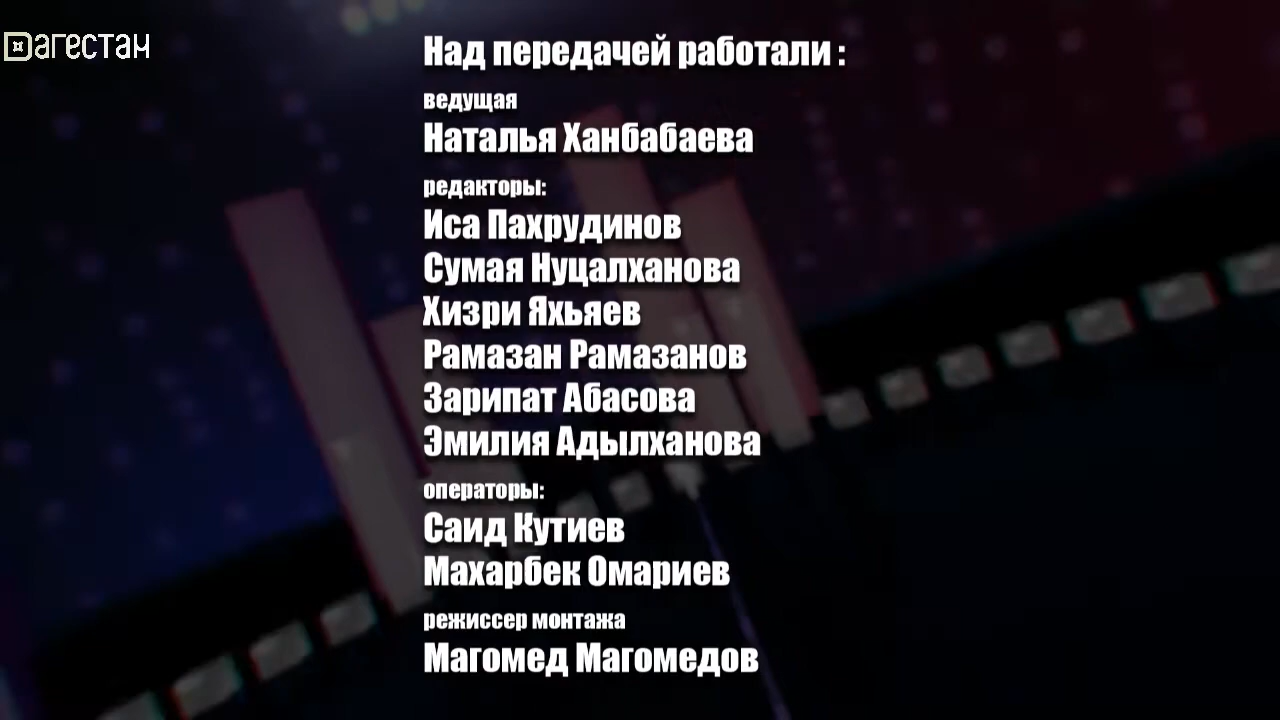 Дагестан
Над передачей работали :
ведущая
Наталья Ханбабаева
редакторы:
Иса Пахрудинов
Сумая Нуцалханова
Хизри Яхьяев
Рамазан Рамазанов
Зарипат Абасова
Эмилия Адылханова
операторы:
Саид Кутиев
Махарбек Омариев
режиссер монтажа
Магомед Магомедов